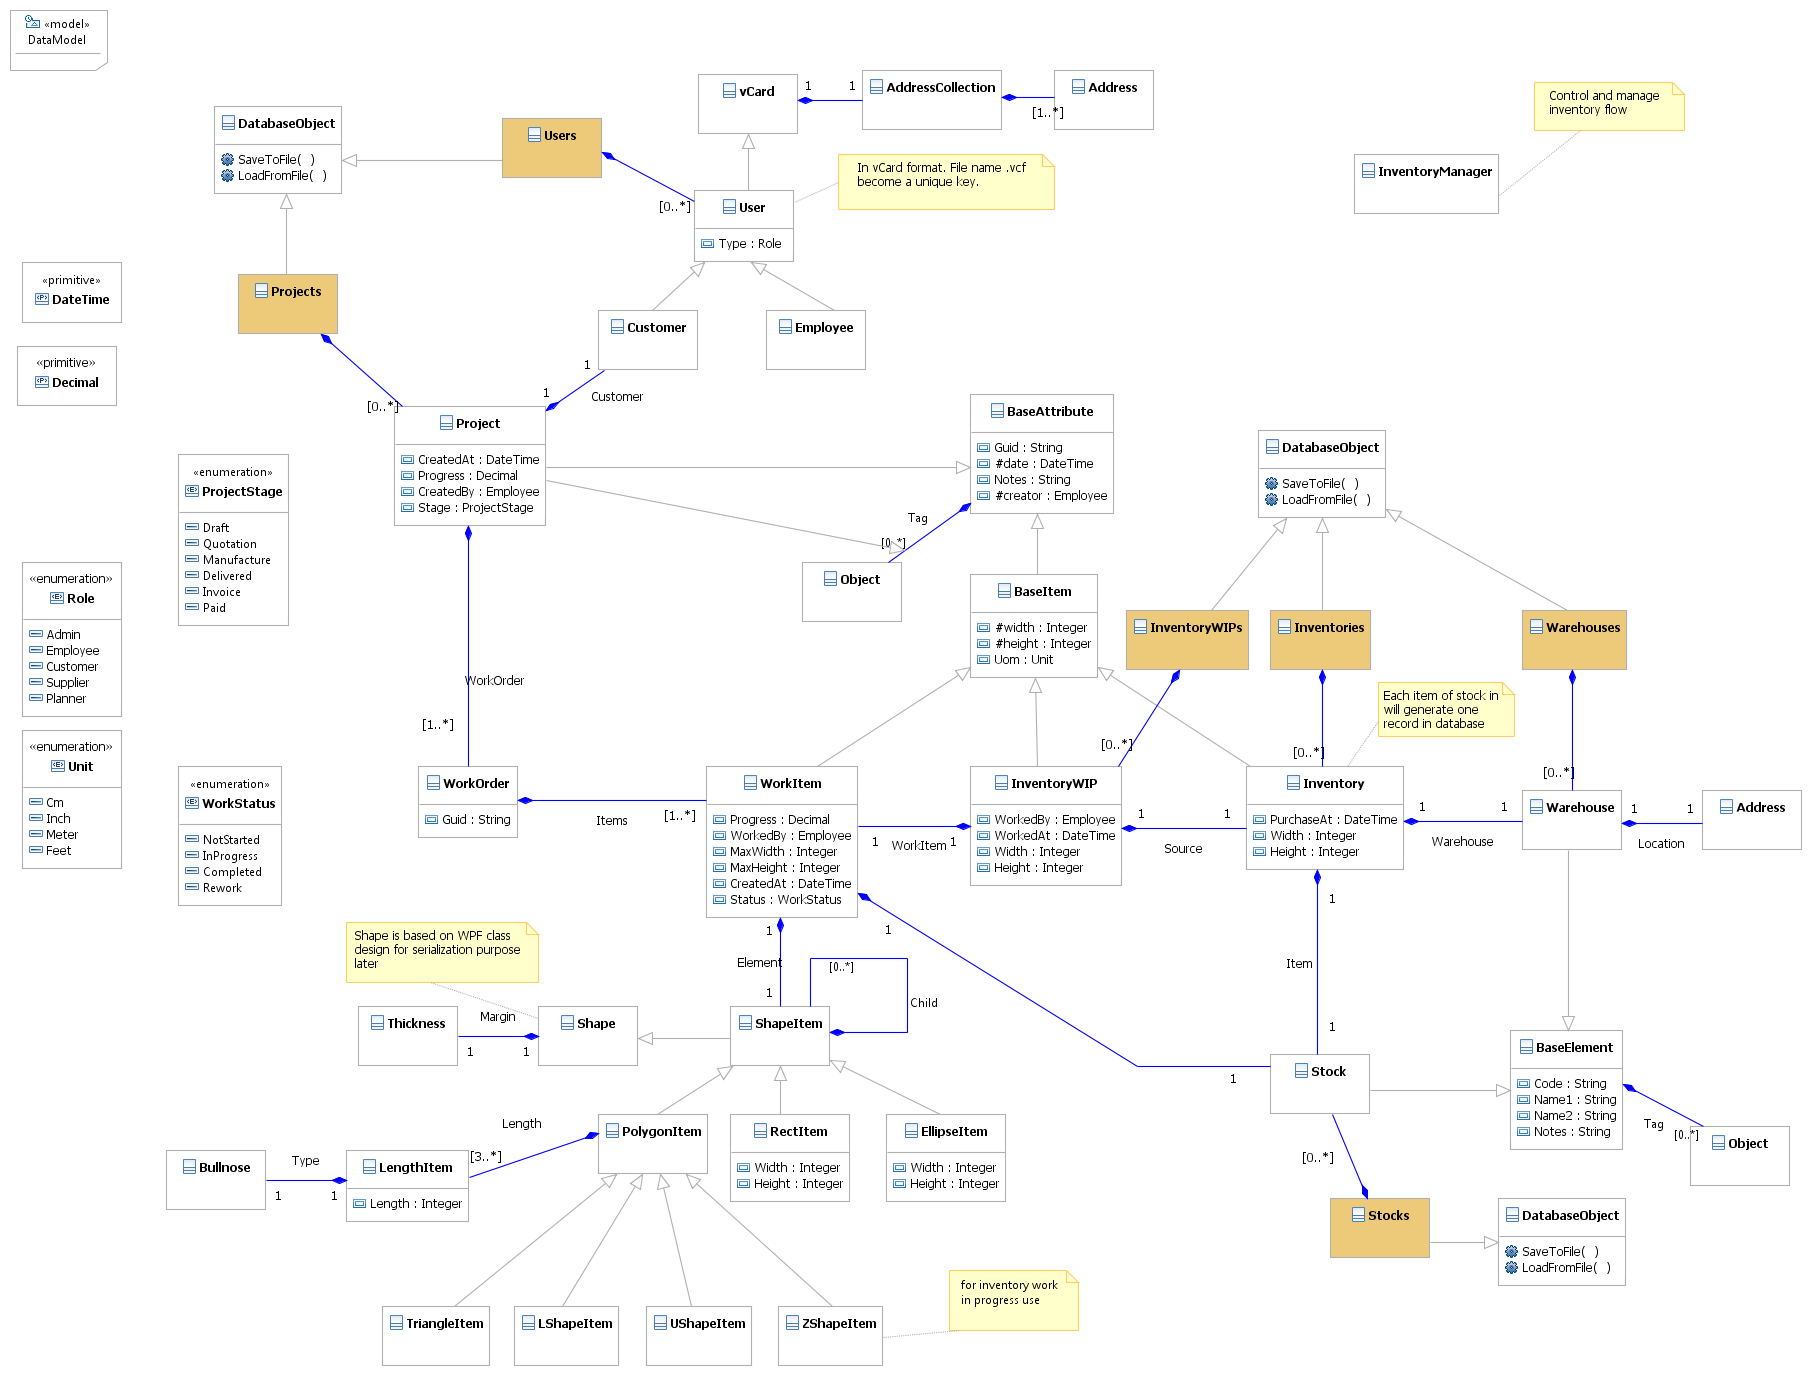 «model»
DataModel
vCard
1
1
AddressCollection
[1..*]
Address
Control and manage
inventory flow
InventoryManager
DatabaseObject
SaveToFile( )
LoadFromFile( )
Users
[0..*]
In vCard format. File name .vcf
become a unique key.
User
Type : Role
«primitive»
DateTime
Projects
Customer
Employee
«primitive»
Decimal
[0..*]
1
1
Customer
Project
CreatedAt : DateTime
Progress : Decimal
CreatedBy : Employee
Stage : ProjectStage
BaseAttribute
Guid : String
#date : DateTime
Notes : String
#creator : Employee
Tag
[0..*]
Object
DatabaseObject
SaveToFile( )
LoadFromFile( )
«enumeration»
ProjectStage
Draft
Quotation
Manufacture
Delivered
Invoice
Paid
«enumeration»
Role
Admin
Employee
Customer
Supplier
Planner
BaseItem
#width : Integer
#height : Integer
Uom : Unit
InventoryWIPs
Inventories
Warehouses
WorkOrder
[1..*]
Each item of stock in
will generate one
record in database
[0..*]
[0..*]
[0..*]
«enumeration»
Unit
Cm
Inch
Meter
Feet
«enumeration»
WorkStatus
NotStarted
InProgress
Completed
Rework
WorkOrder
Guid : String
Items
[1..*]
WorkItem
Progress : Decimal
WorkedBy : Employee
MaxWidth : Integer
MaxHeight : Integer
CreatedAt : DateTime
Status : WorkStatus
1
WorkItem
1
InventoryWIP
WorkedBy : Employee
WorkedAt : DateTime
Width : Integer
Height : Integer
1
Source
1
Inventory
PurchaseAt : DateTime
Width : Integer
Height : Integer
1
Warehouse
1
Warehouse
1
Location
1
Address
Shape is based on WPF class
design for serialization purpose
later
1
Element
1
1
1
[0..*]
Child
1
Item
1
Thickness
Margin
1
1
Shape
ShapeItem
Stock
BaseElement
Code : String
Name1 : String
Name2 : String
Notes : String
Tag
[0..*]
Object
Length
[3..*]
PolygonItem
RectItem
Width : Integer
Height : Integer
EllipseItem
Width : Integer
Height : Integer
Bullnose
Type
1
1
LengthItem
Length : Integer
[0..*]
Stocks
DatabaseObject
SaveToFile( )
LoadFromFile( )
for inventory work
in progress use
TriangleItem
LShapeItem
UShapeItem
ZShapeItem